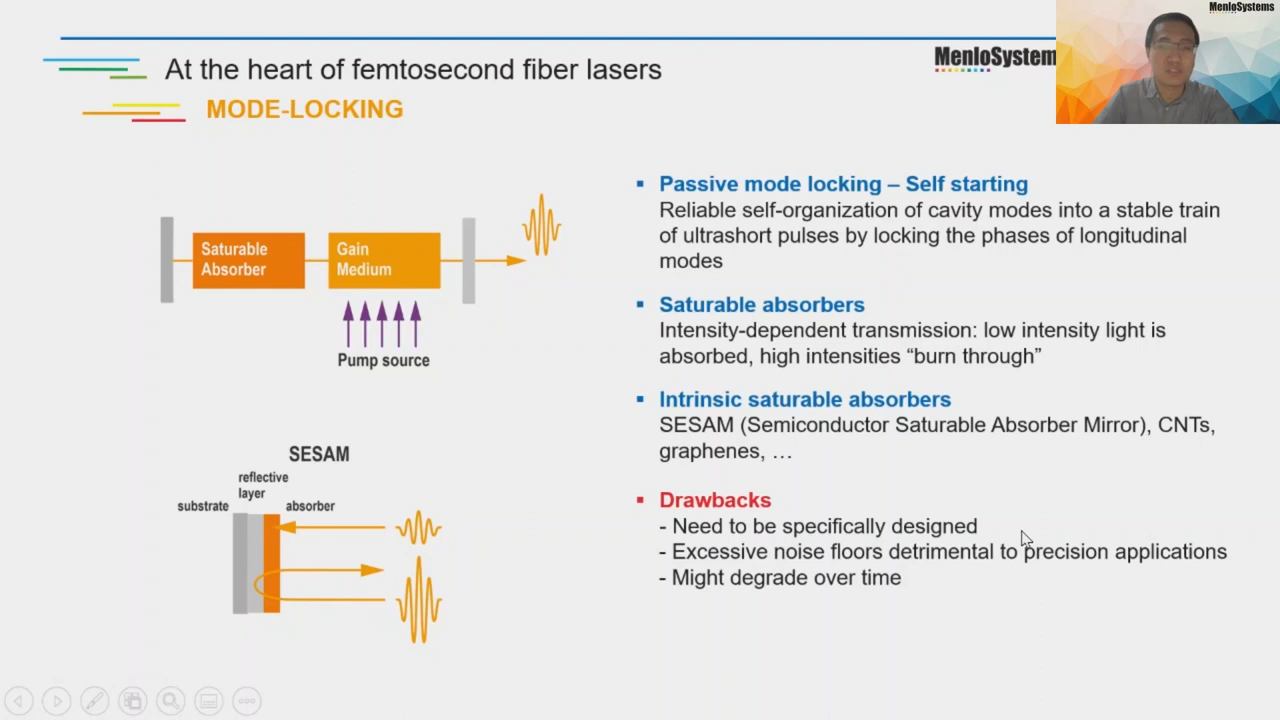 MenloSystems
At the heart of femtosecond fiber lasers
MenloSystems
MODE-LOCKING
Saturable
Absorber
Gain
Medium
Pump source
SESAM
reflective
layer
substrate
absorber
Passive mode locking – Self starting
Reliable self-organization of cavity modes into a stable train
of ultrashort pulses by locking the phases of longitudinal
modes
Saturable absorbers
Intensity-dependent transmission: low intensity light is
absorbed, high intensities “burn through”
Intrinsic saturable absorbers
SESAM (Semiconductor Saturable Absorber Mirror), CNTs,
graphenes, …
Drawbacks
- Need to be specifically designed
- Excessive noise floors detrimental to precision applications
- Might degrade over time